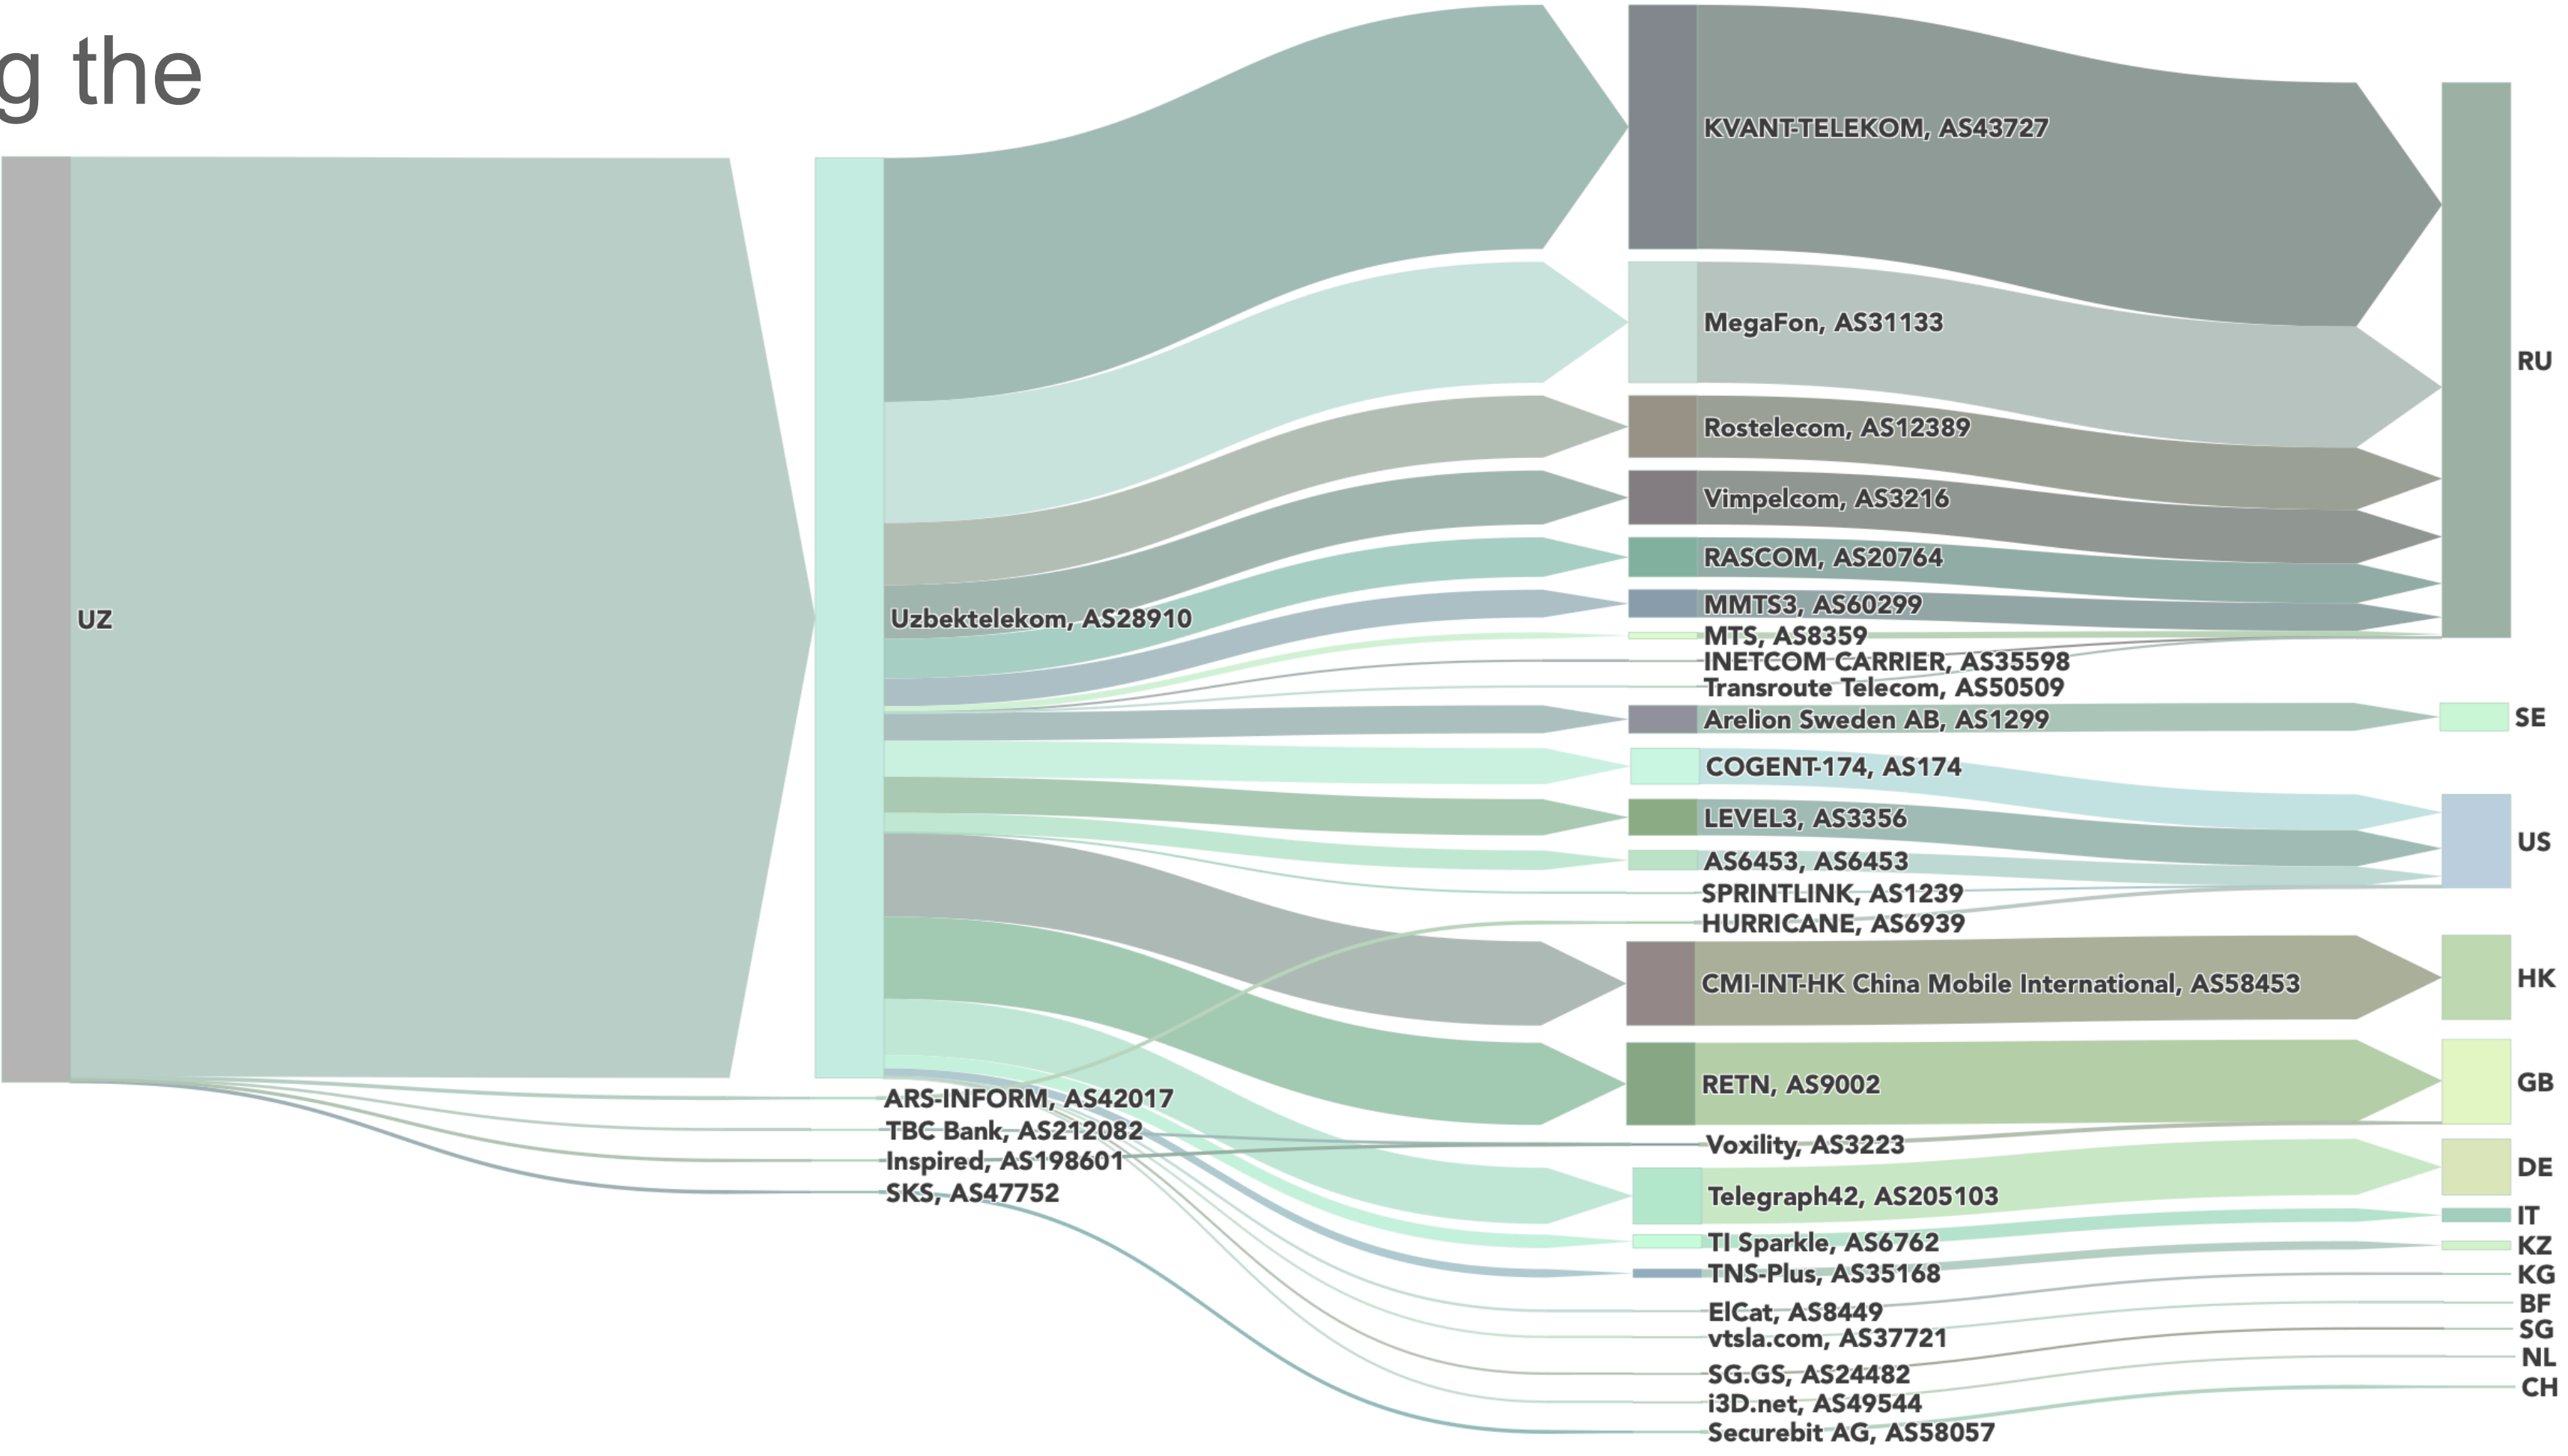 g the
UZ
Uzbektelekom, AS28910
ARS-INFORM, AS42017
TBC Bank, AS212082
Inspired, AS198601
SKS, AS47752
KVANT-TELEKOM, AS43727
MegaFon, AS31133
Rostelecom, AS12389
Vimpelcom, AS3216
RASCOM, AS20764
MMTS3, AS60299
MTS, AS8359
INETCOM CARRIER, AS35598
Transroute Telecom, AS50509
Arelion Sweden AB, AS1299
COGENT-174, AS174
LEVEL3, AS3356
AS6453, AS6453
SPRINTLINK, AS1239
HURRICANE, AS6939
CMI-INT-HK China Mobile International, AS58453
RETN, AS9002
Voxility, AS3223
Telegraph42, AS205103
TI Sparkle, AS6762
TNS-Plus, AS35168
ElCat, AS8449
vtsla.com, AS37721
SG.GS, AS24482
i3D.net, AS49544
Securebit AG, AS58057
RU
SE
US
HK
GB
DE
IT
KZ
KG
BF
SG
NL
CH